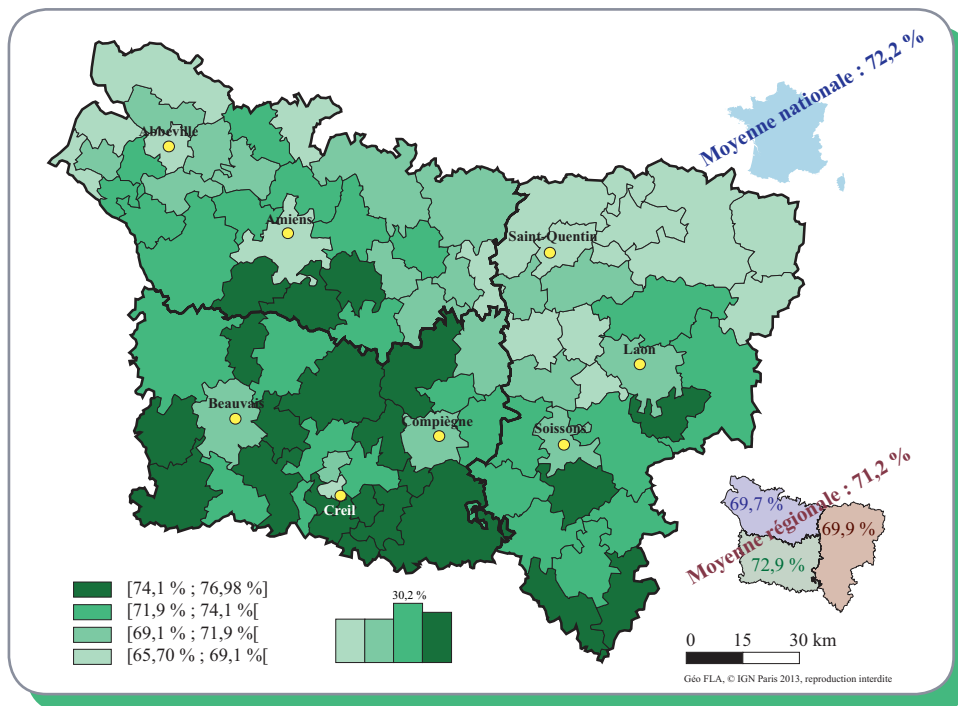 Moyenne nationale : 72,2 %
Abbeville
Amiens
Saint-Quentin
Laon
Beauvais
Compiègne
Soissons
Creil
Moyenne régionale : 71,2 %
69,7 %
69,9 %
72,9 %
[74,1 % ; 76,98 %]
[71,9 % ; 74,1 %[
[69,1 % ; 71,9 %[
[65,70 % ; 69,1 %[
30,2 %
0 15 30 km
Géo FLA, © IGN Paris 2013, reproduction interdite